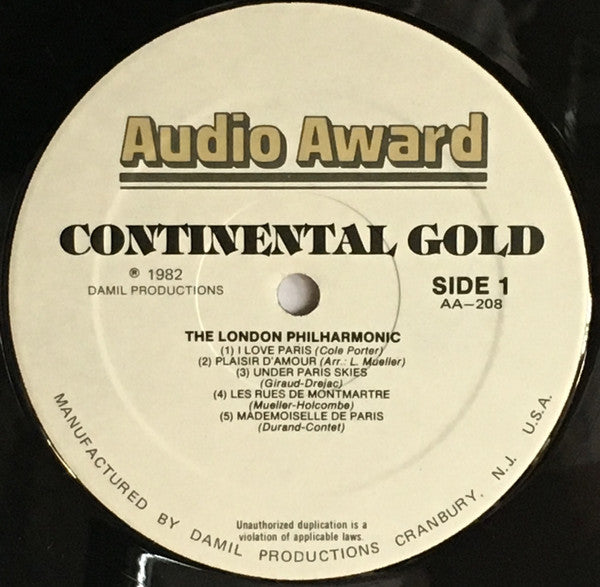 Audio Award
CONTINENTAL GOLD
℗ 1982
DAMIL PRODUCTIONS
SIDE 1
AA-208
THE LONDON PHILHARMONIC
(1) I LOVE PARIS (Cole Porter)
(2) PLAISIR D'AMOUR (Arr.: L. Mueller)
(3) UNDER PARIS SKIES
(Giraud-Drejac)
(4) LES RUES DE MONTMARTRE
(Mueller-Holcombe)
(5) MADEMOISELLE DE PARIS
(Durand-Contet)
Unauthorized duplication is a
violation of applicable laws.
MANUFACTURED BY DAMIL PRODUCTIONS CRANBURY, N.J. U.S.A.